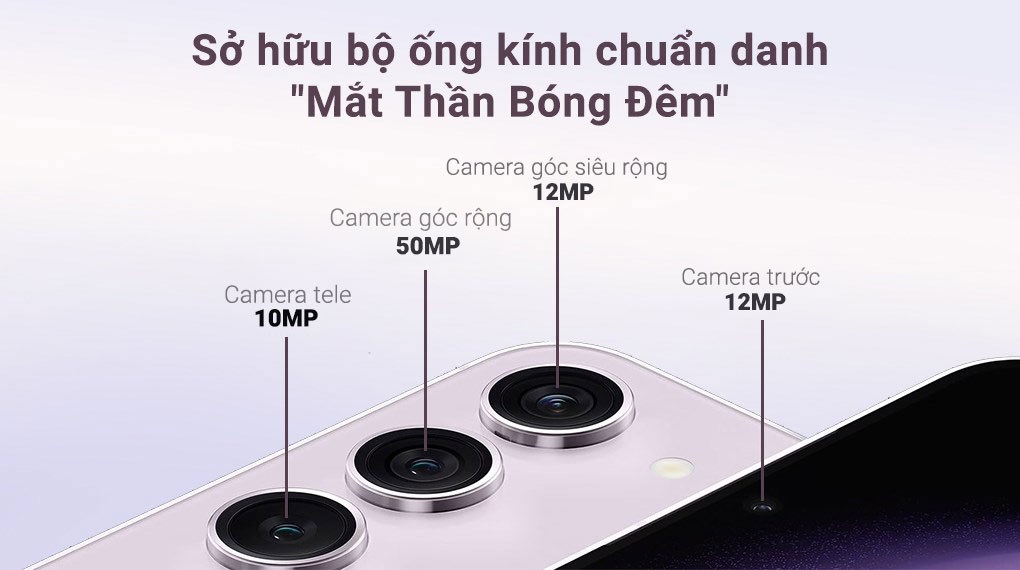 Sở hữu bộ ống kính chuẩn danh
"Mắt Thần Bóng Đêm"
Camera góc siêu rộng
12MP
Camera góc rộng
50MP
Camera trước
12MP
Camera tele
10MP